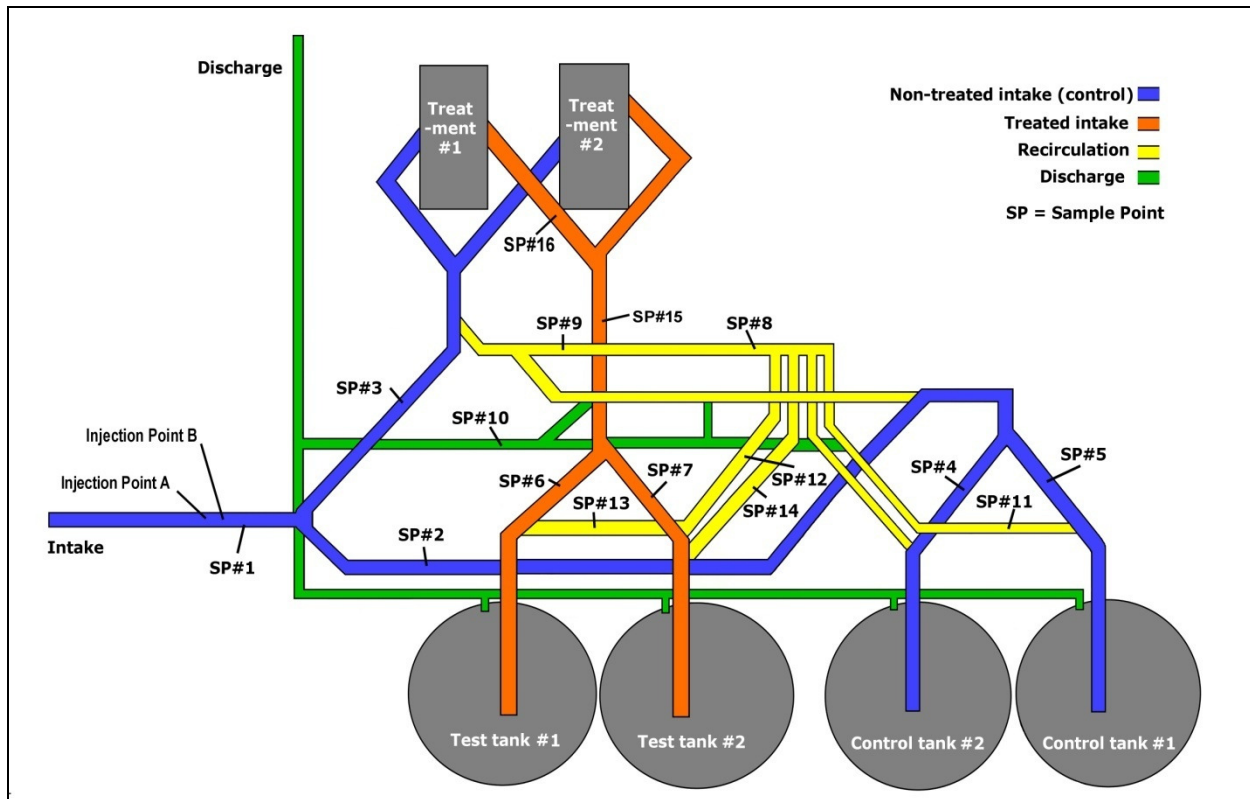 Discharge
Treat
-ment
#1
Treat
-ment
#2
Non-treated intake (control)
Treated intake
Recirculation
Discharge
SP = Sample Point
SP#16
SP#15
SP#9
SP#8
SP#3
SP#10
Injection Point B
Injection Point A
SP#6
SP#7
SP#12
SP#4
SP#5
SP#13
SP#14
SP#11
Intake
SP#1
SP#2
Test tank #1
Test tank #2
Control tank #2
Control tank #1